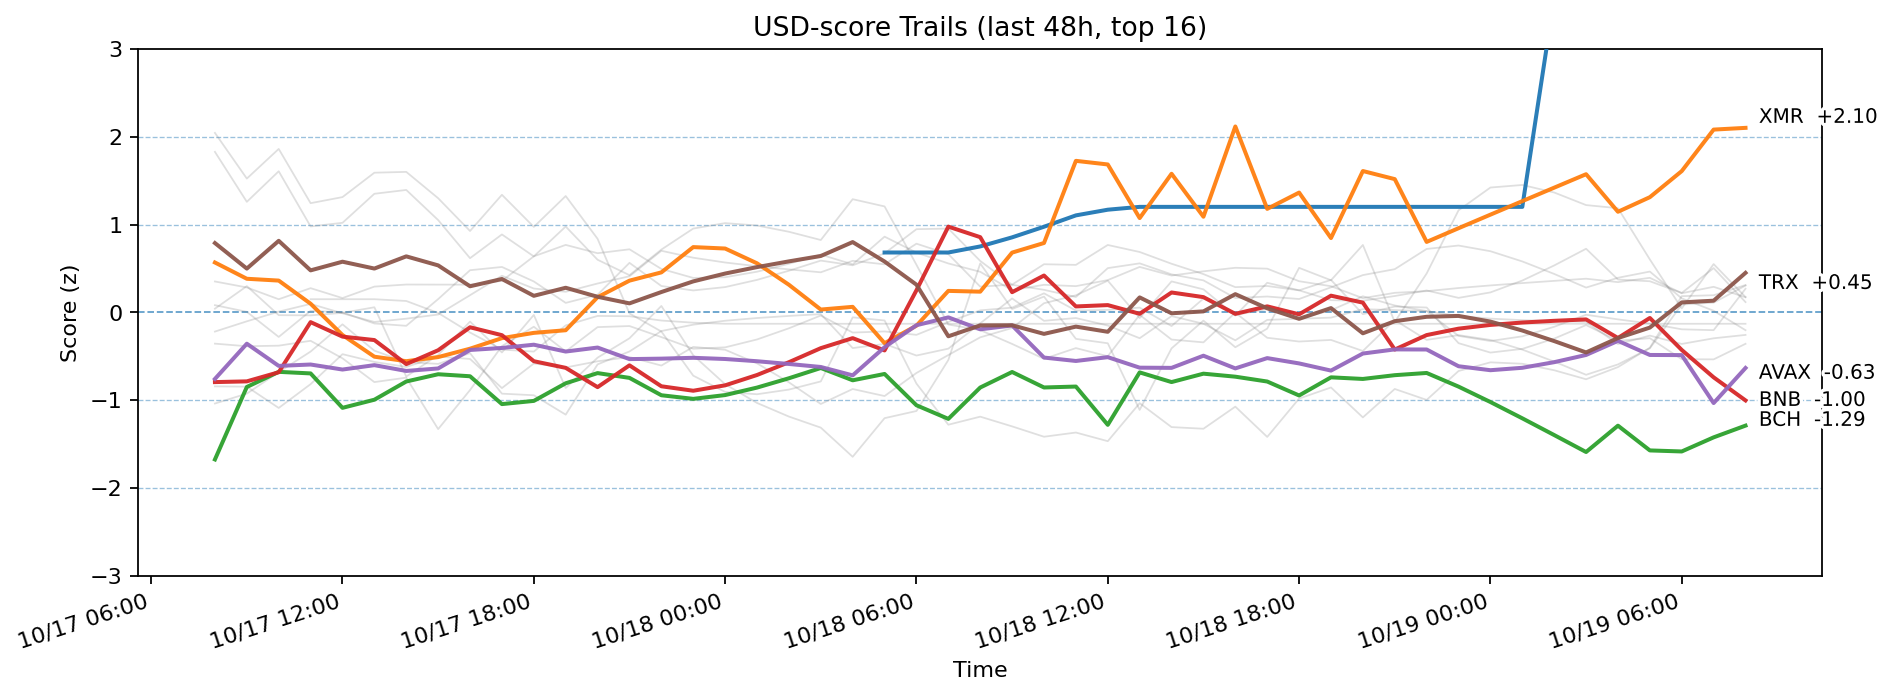 USD-score Trails (last 48h, top 16)
Score (z)
3
2
1
0
−1
−2
−3
XMR +2.10
TRX +0.45
AVAX -0.63
BNB -1.00
BCH -1.29
10/17 06:00
10/17 12:00
10/17 18:00
10/18 00:00
10/18 06:00
10/18 12:00
10/18 18:00
10/19 00:00
10/19 06:00
Time